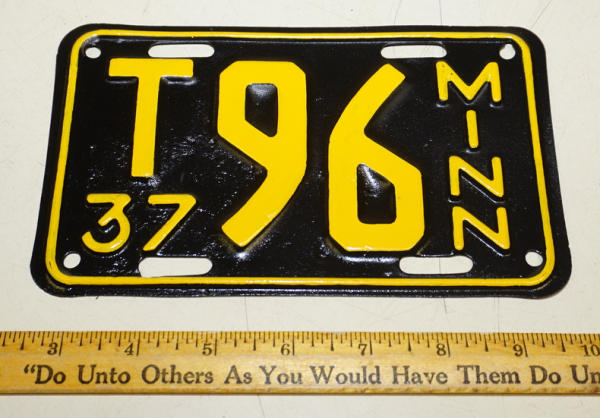 T96
37
MINN
3 4 5 6 7 8 9 10
"Do Unto Others As You Would Have Them Do Un